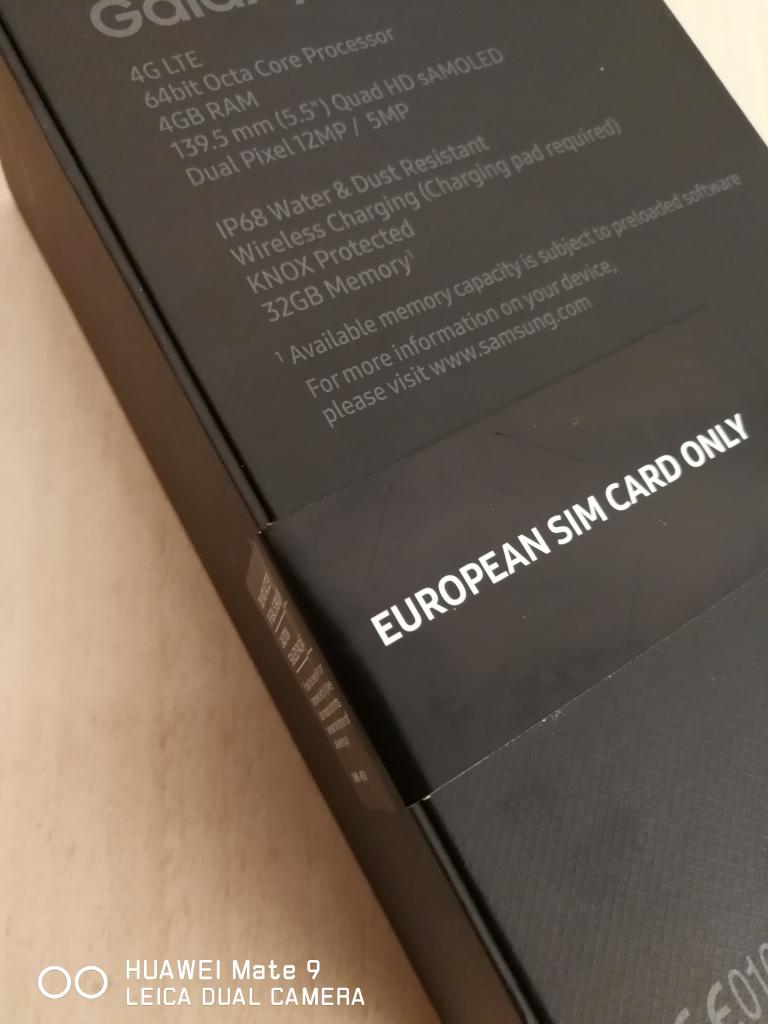 4G LTE
64bit Octa Core Processor
4GB RAM
139.5 mm (5.5") Quad HD sAMOLED
Dual Pixel 12MP / 5MP
IP68 Water & Dust Resistant
Wireless Charging (Charging pad required)
KNOX Protected
32GB Memory¹
¹ Available memory capacity is subject to preloaded software
For more information on your device,
please visit www.samsung.com
EUROPEAN SIM CARD ONLY
HUAWEI Mate 9
LEICA DUAL CAMERA